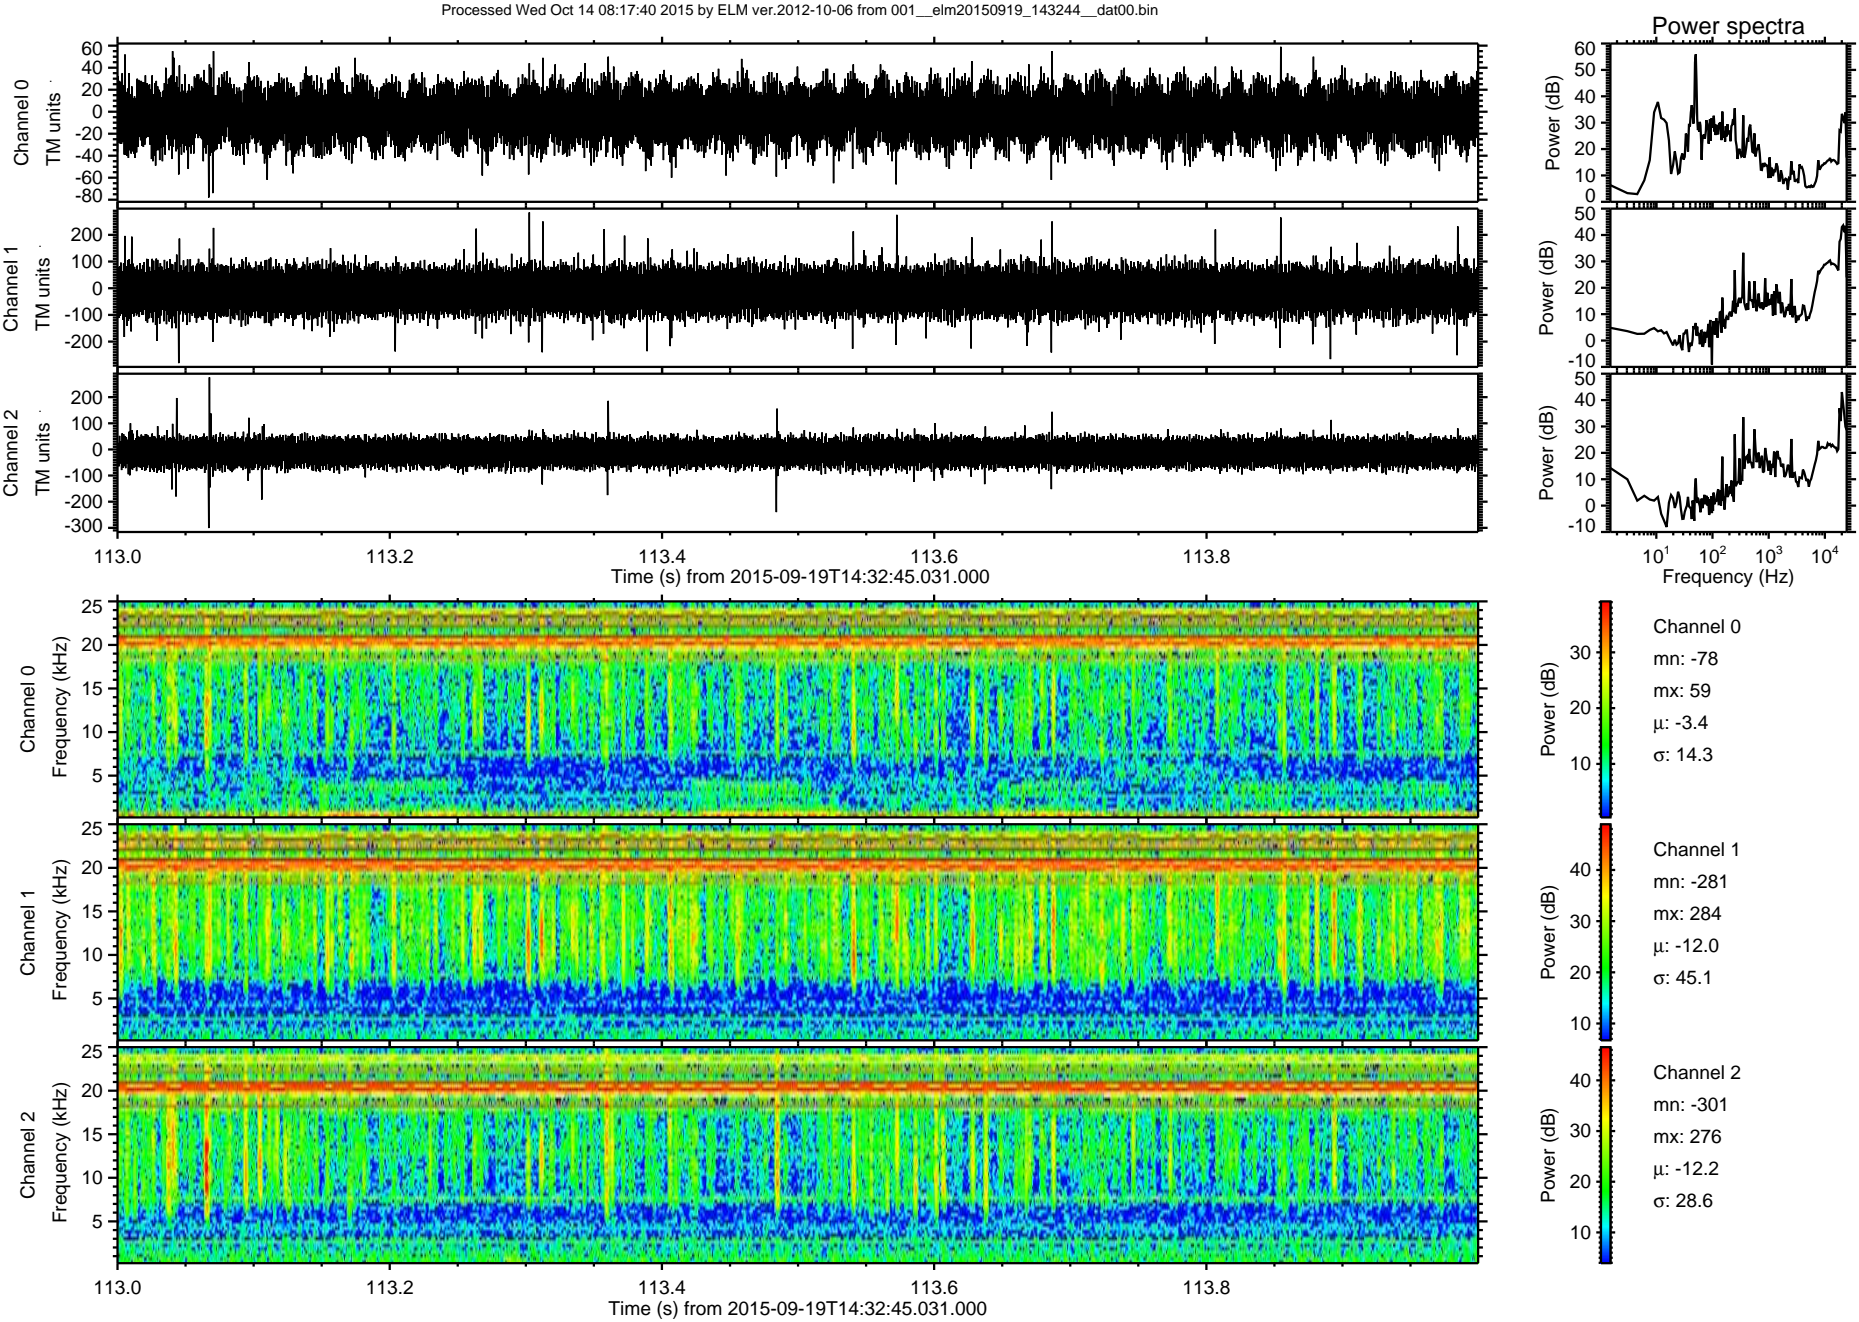 Processed Wed Oct 14 08:17:40 2015 by ELM ver.2012-10-06 from 001__elm20150919_143244__dat00.bin
Power spectra
Channel 0
TM units
60
40
20
0
-20
-40
-60
-80
Power (dB)
60
50
40
30
20
10
0
Channel 1
TM units
200
100
0
-100
-200
Power (dB)
50
40
30
20
10
0
-10
Channel 2
TM units
200
100
0
-100
-200
-300
Power (dB)
50
40
30
20
10
0
-10
113.0 113.2 113.4 113.6 113.8
Time (s) from 2015-09-19T14:32:45.031.000
10¹ 10² 10³ 10⁴
Frequency (Hz)
Channel 0
Frequency (kHz)
25
20
15
10
5
Power (dB)
30
20
10
Channel 0
mn: -78
mx: 59
μ: -3.4
σ: 14.3
Channel 1
Frequency (kHz)
25
20
15
10
5
Power (dB)
40
30
20
10
Channel 1
mn: -281
mx: 284
μ: -12.0
σ: 45.1
Channel 2
Frequency (kHz)
25
20
15
10
5
Power (dB)
40
30
20
10
Channel 2
mn: -301
mx: 276
μ: -12.2
σ: 28.6
113.0 113.2 113.4 113.6 113.8
Time (s) from 2015-09-19T14:32:45.031.000